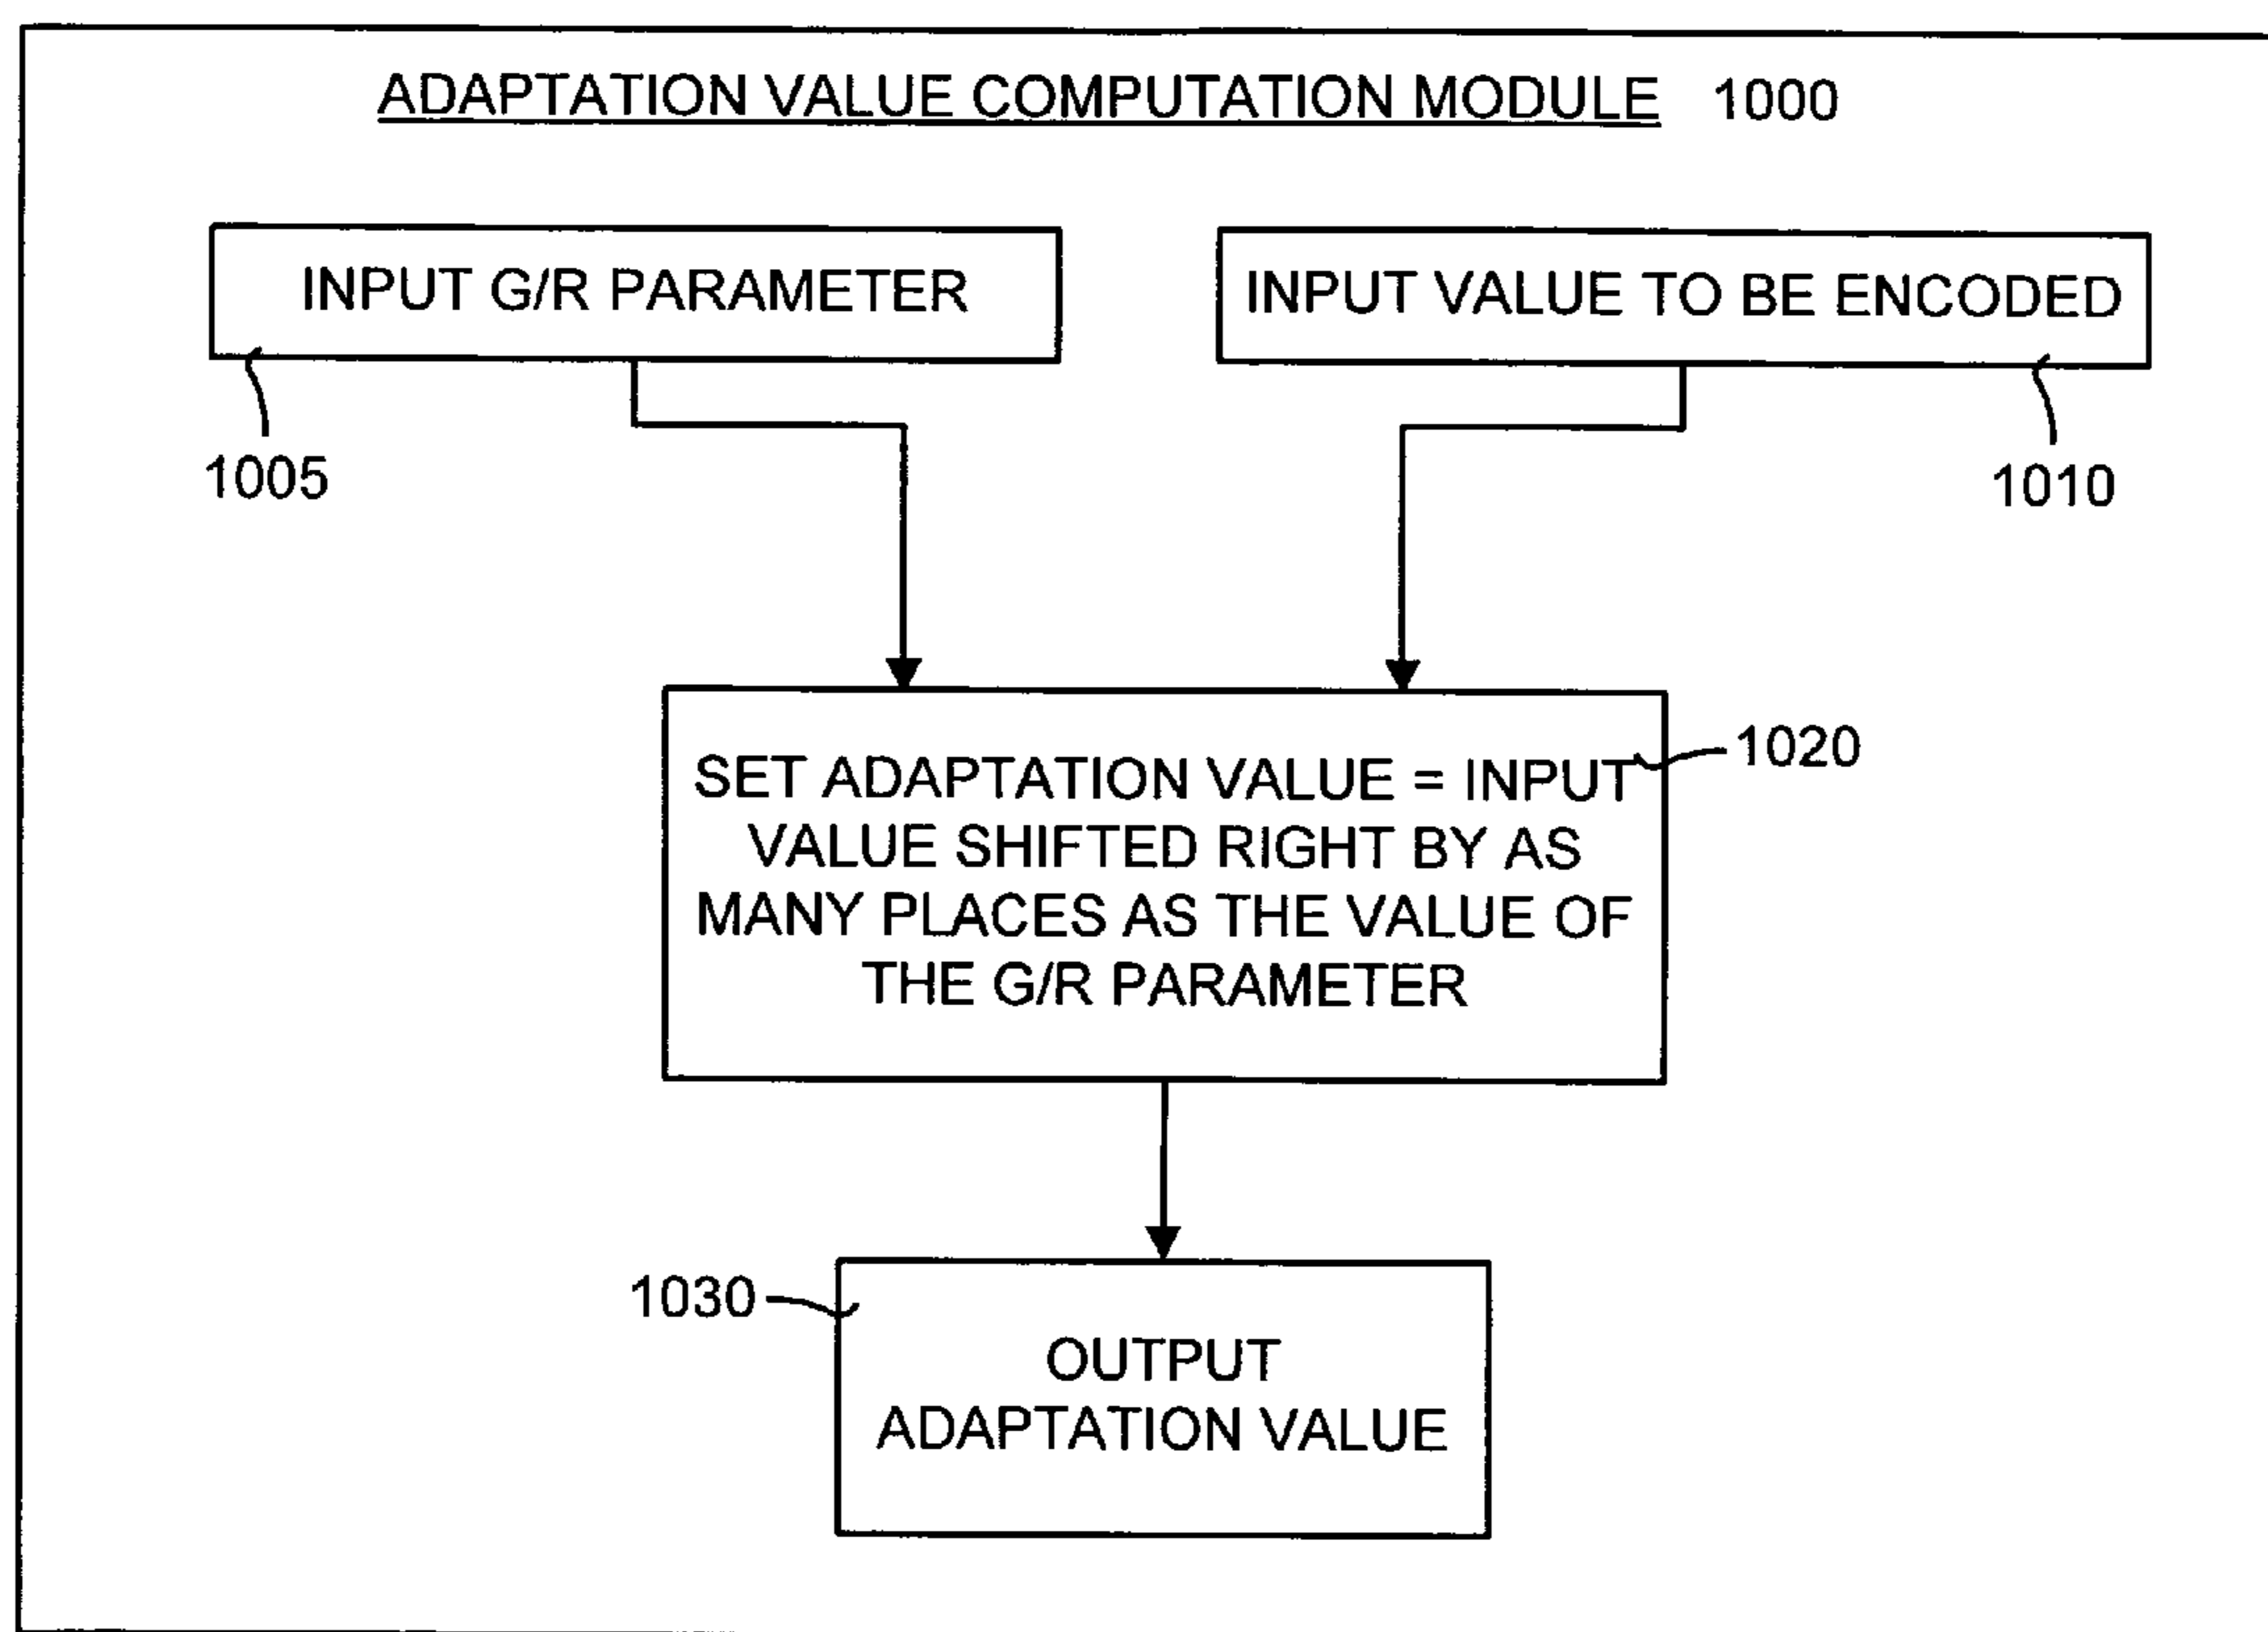 ADAPTATION VALUE COMPUTATION MODULE 1000
INPUT G/R PARAMETER
INPUT VALUE TO BE ENCODED
1005
1010
SET ADAPTATION VALUE = INPUT
VALUE SHIFTED RIGHT BY AS
MANY PLACES AS THE VALUE OF
THE G/R PARAMETER
1020
1030
OUTPUT
ADAPTATION VALUE